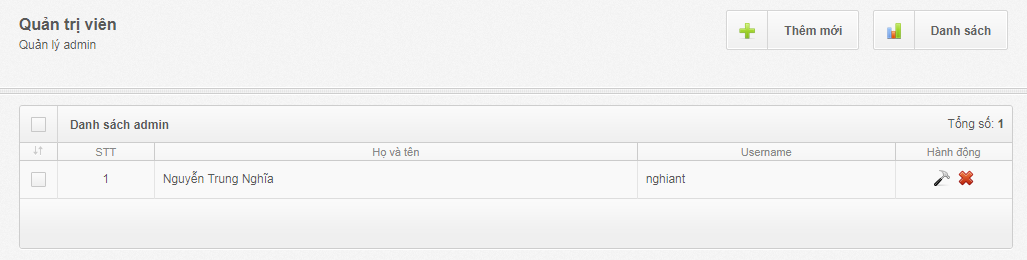 Quản trị viên
Quản lý admin
Thêm mới
Danh sách
Danh sách admin
Tổng số: 1
STT Họ và tên Username Hành động
1 Nguyễn Trung Nghĩa nghiant